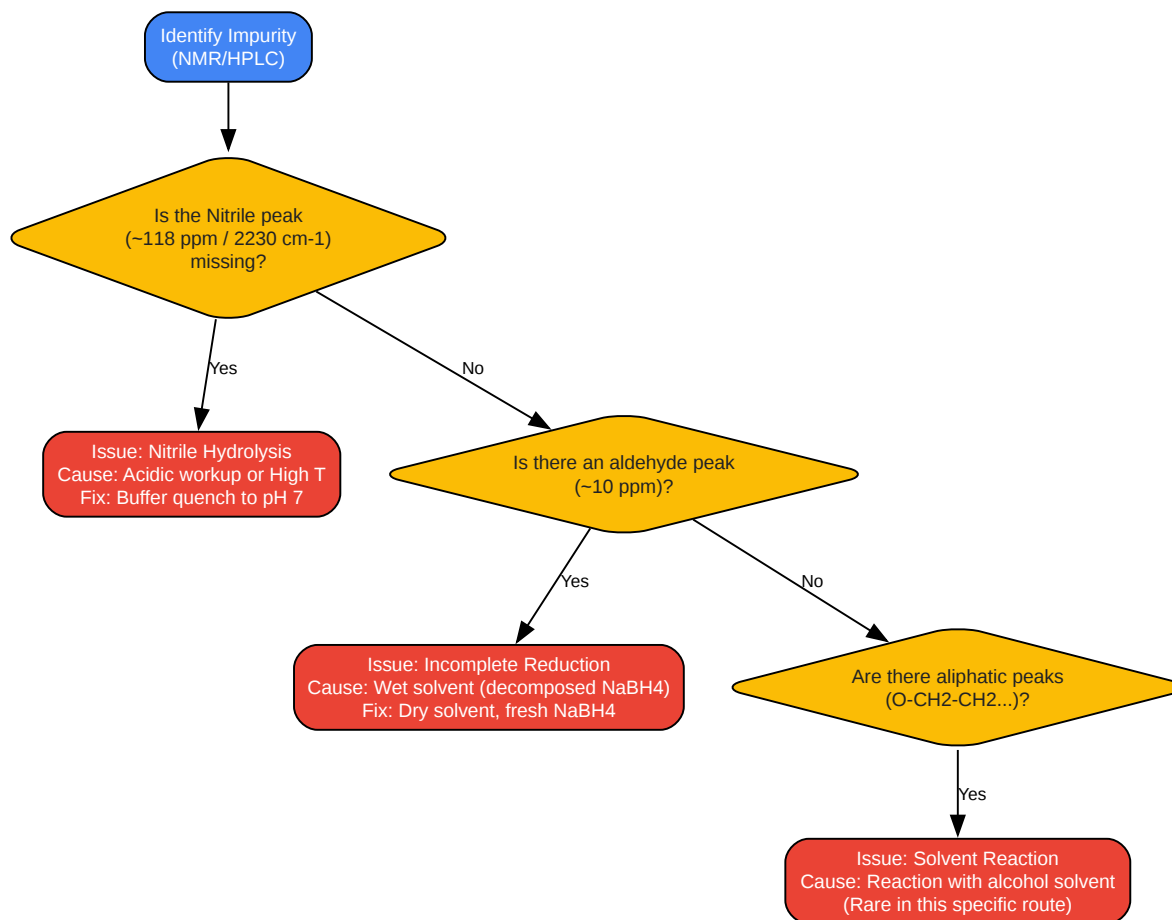 Identify Impurity
(NMR/HPLC)
Is the Nitrile peak
(~118 ppm / 2230 cm-1)
missing?
Yes
No
Issue: Nitrile Hydrolysis
Cause: Acidic workup or High T
Fix: Buffer quench to pH 7
Is there an aldehyde peak
(~10 ppm)?
Yes
No
Issue: Incomplete Reduction
Cause: Wet solvent (decomposed NaBH4)
Fix: Dry solvent, fresh NaBH4
Are there aliphatic peaks
(O-CH2-CH2...)?
Yes
Issue: Solvent Reaction
Cause: Reaction with alcohol solvent
(Rare in this specific route)